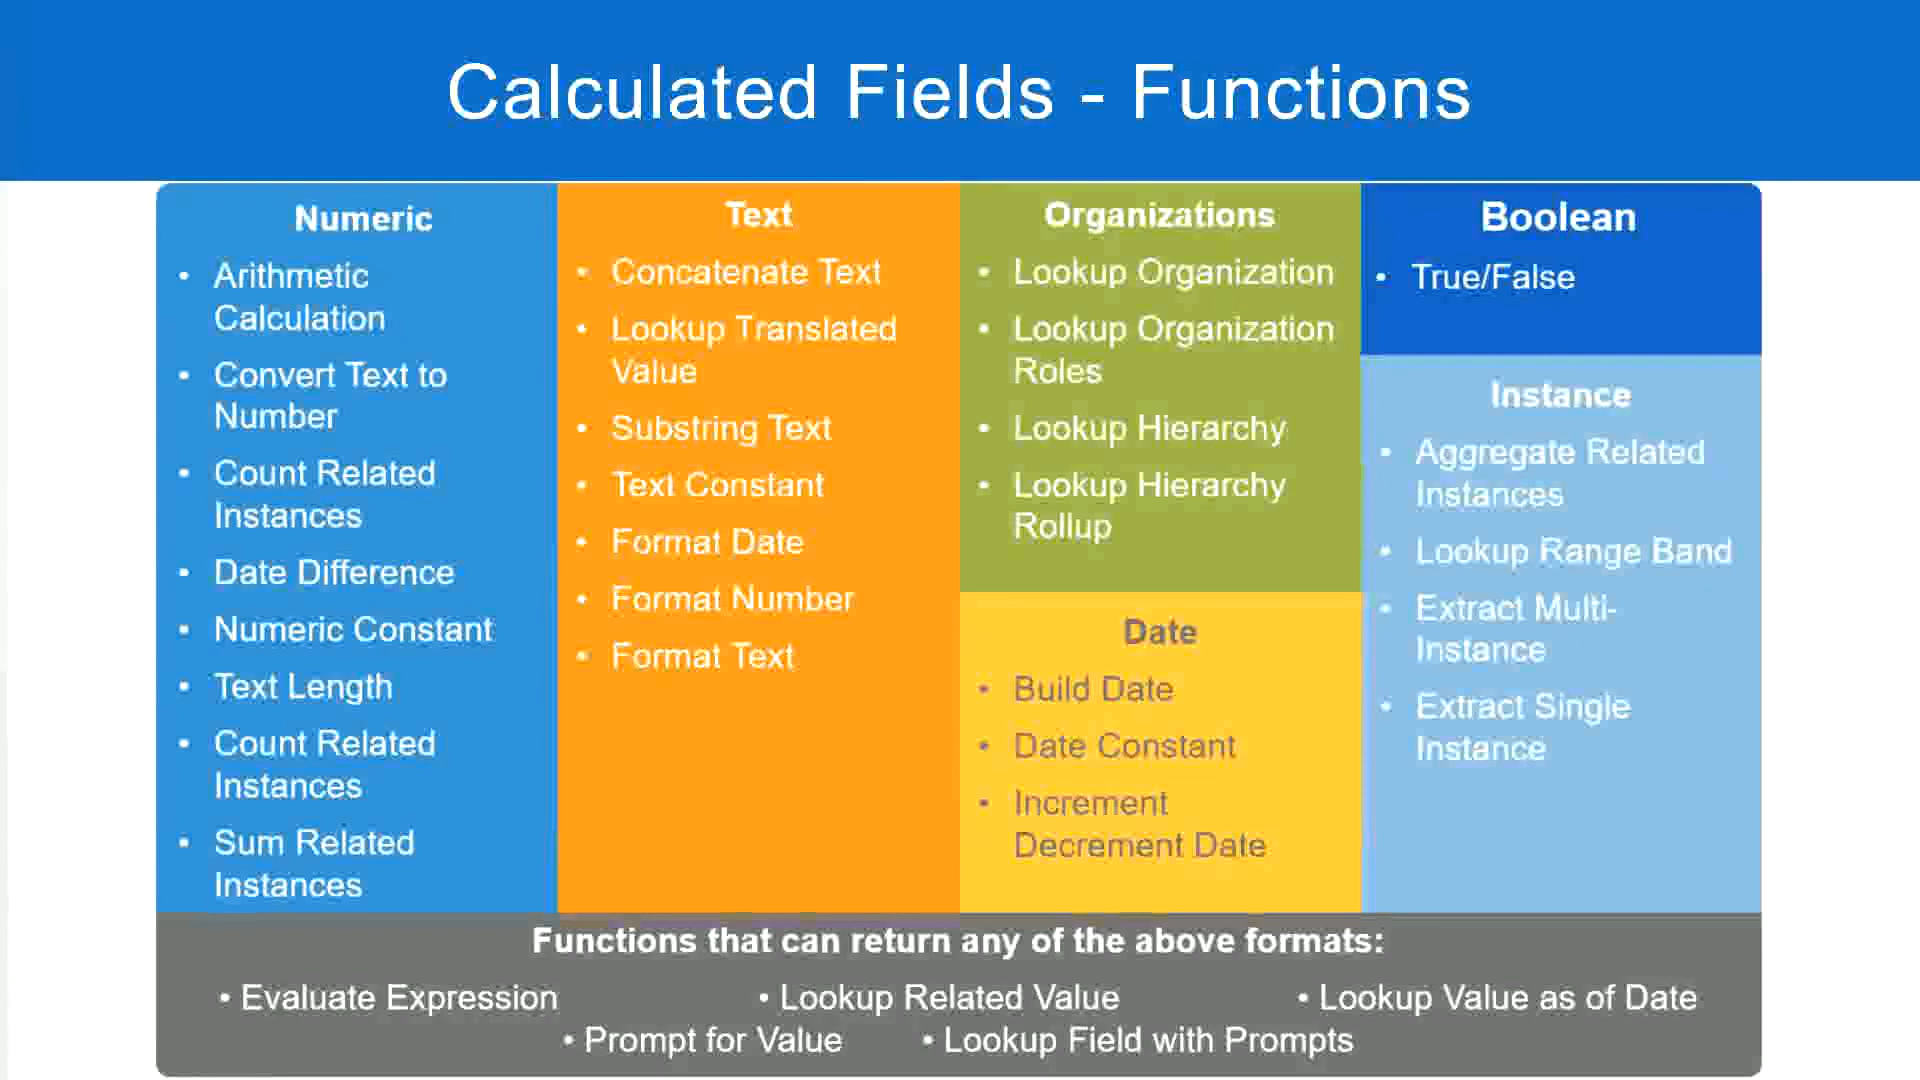 Calculated Fields - Functions
Numeric
• Arithmetic
Calculation
• Convert Text to
Number
• Count Related
Instances
• Date Difference
• Numeric Constant
• Text Length
• Count Related
Instances
• Sum Related
Instances
Text
• Concatenate Text
• Lookup Translated
Value
• Substring Text
• Text Constant
• Format Date
• Format Number
• Format Text
Organizations
• Lookup Organization
• Lookup Organization
Roles
• Lookup Hierarchy
• Lookup Hierarchy
Rollup
Date
• Build Date
• Date Constant
• Increment
Decrement Date
Boolean
• True/False
Instance
• Aggregate Related
Instances
• Lookup Range Band
• Extract Multi-
Instance
• Extract Single
Instance
Functions that can return any of the above formats:
• Evaluate Expression • Lookup Related Value • Lookup Value as of Date
• Prompt for Value • Lookup Field with Prompts